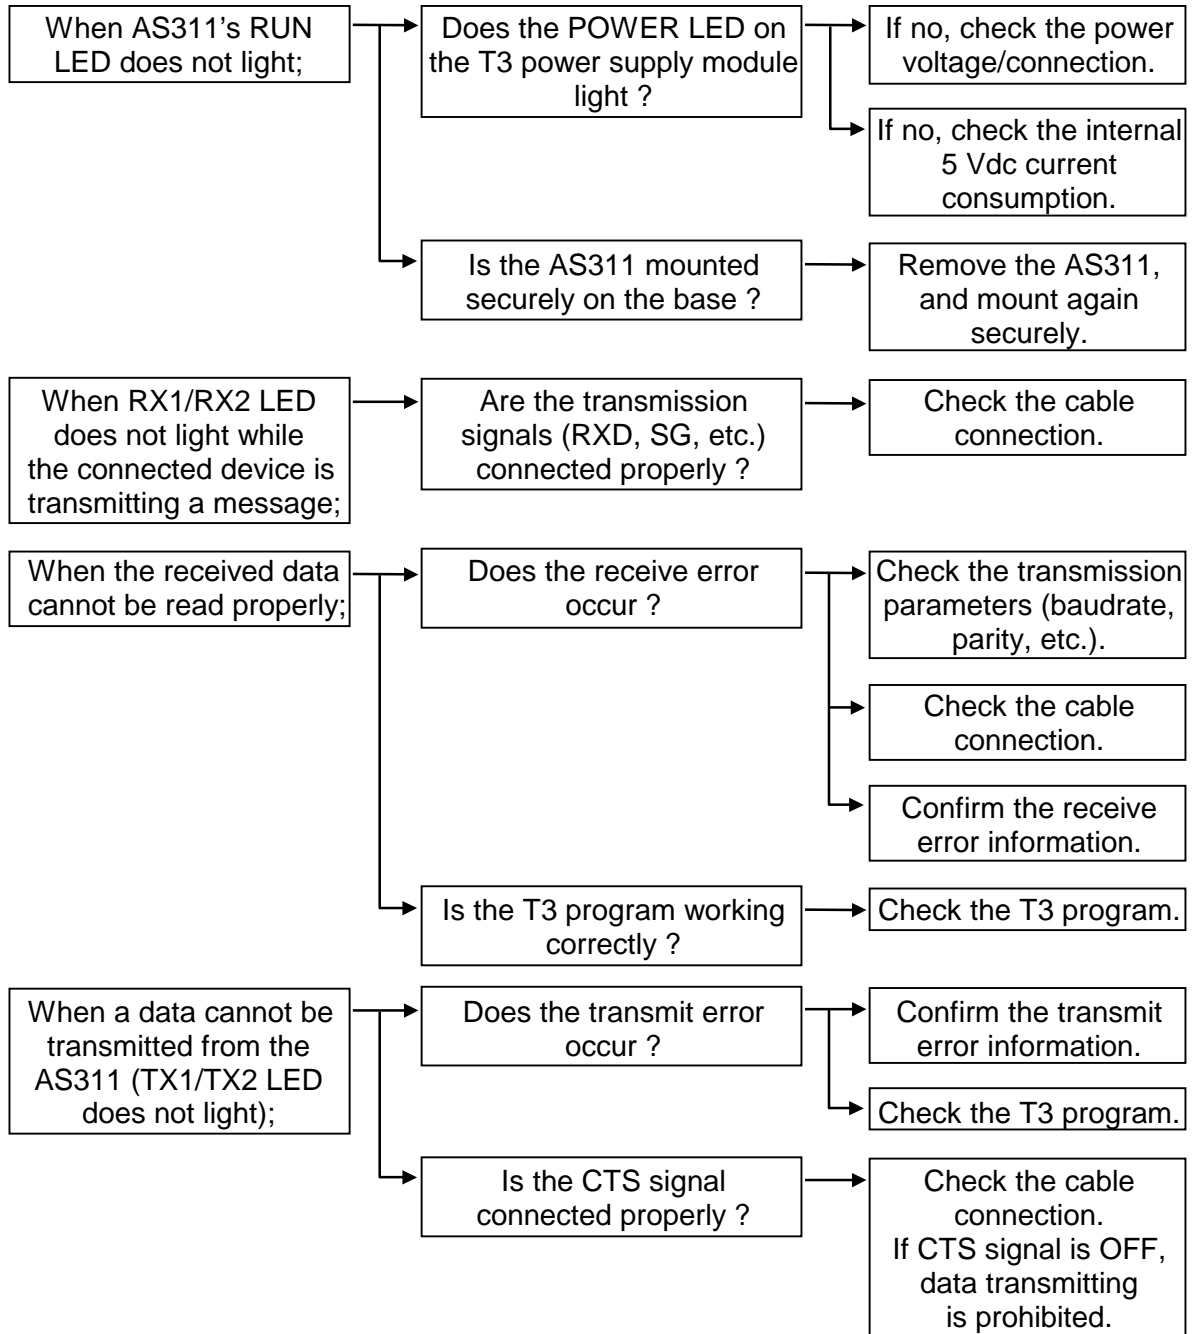 When AS311’s RUN
LED does not light;
Does the POWER LED on
the T3 power supply module
light ?
If no, check the power
voltage/connection.
If no, check the internal
5 Vdc current
consumption.
Is the AS311 mounted
securely on the base ?
Remove the AS311,
and mount again
securely.
When RX1/RX2 LED
does not light while
the connected device is
transmitting a message;
Are the transmission
signals (RXD, SG, etc.)
connected properly ?
Check the cable
connection.
When the received data
cannot be read properly;
Does the receive error
occur ?
Check the transmission
parameters (baudrate,
parity, etc.).
Check the cable
connection.
Confirm the receive
error information.
Is the T3 program working
correctly ?
Check the T3 program.
When a data cannot be
transmitted from the
AS311 (TX1/TX2 LED
does not light);
Does the transmit error
occur ?
Confirm the transmit
error information.
Check the T3 program.
Is the CTS signal
connected properly ?
Check the cable
connection.
If CTS signal is OFF,
data transmitting
is prohibited.